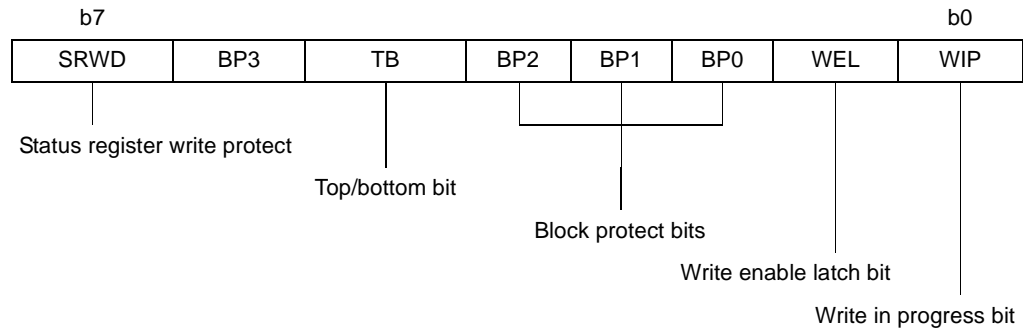 b7 b0
SRWD BP3 TB BP2 BP1 BP0 WEL WIP
Status register write protect
Top/bottom bit
Block protect bits
Write enable latch bit
Write in progress bit